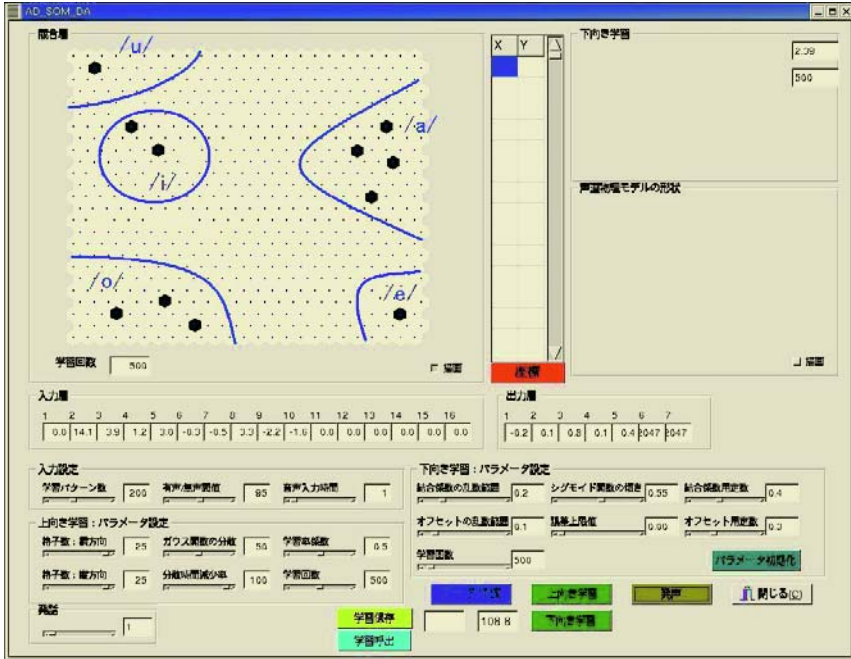 AD_SOM_DA
競合層
/u/
/a/
/i/
/o/
/e/
学習回数 500
描画
X Y
座標
下向き学習
2.09
500
声道物理モデルの形状
描画
入力層
1 2 3 4 5 6 7 8 9 10 11 12 13 14 15 16
0.0 14.1 3.9 1.2 3.0 -0.3 -0.5 3.3 -2.2 -1.6 0.0 0.0 0.0 0.0 0.0 0.0
出力層
1 2 3 4 5 6 7
-0.2 0.1 0.8 0.1 0.4 2047 2047
入力設定
学習パターン数 200 有声/無声閾値 85 音声入力時間 1
上向き学習：パラメータ設定
格子数：横方向 25 ガウス関数の分散 50 学習率係数 0.5
格子数：縦方向 25 分散時間減少率 100 学習回数 500
下向き学習：パラメータ設定
結合係数の乱数範囲 0.2 シグモイド関数の傾き 0.55 結合係数用定数 0.4
オフセットの乱数範囲 0.1 誤差上限値 0.00 オフセット用定数 0.3
学習回数 500
パラメータ初期化
発話
1
学習保存
学習呼出
108.8
上向き学習
下向き学習
発声
閉じる(C)